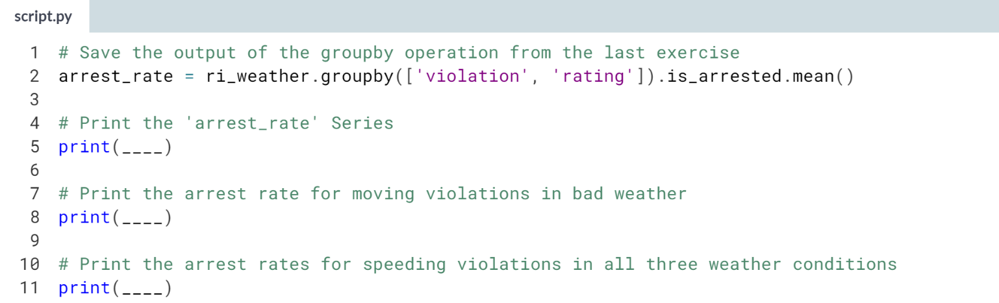 script.py
1 # Save the output of the groupby operation from the last exercise
2 arrest_rate = ri_weather.groupby(['violation', 'rating']).is_arrested.mean()
3
4 # Print the 'arrest_rate' Series
5 print(____)
6
7 # Print the arrest rate for moving violations in bad weather
8 print(____)
9
10 # Print the arrest rates for speeding violations in all three weather conditions
11 print(____)